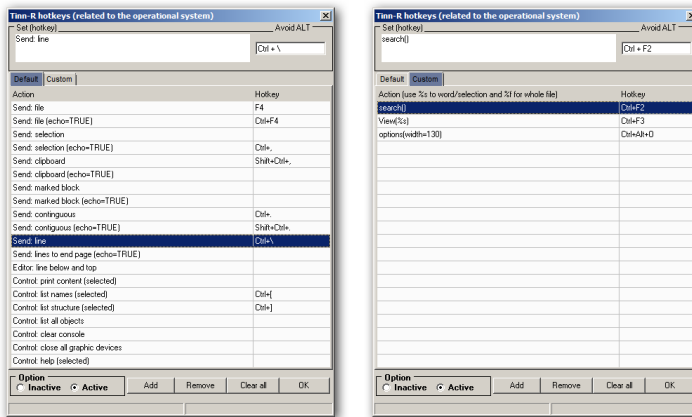 Tinn-R hotkeys (related to the operational system)
Set (hotkey) Avoid ALT
Send: line
Ctrl + \
Default Custom
Action Hotkey
Send: file F4
Send: file (echo=TRUE) Ctrl+F4
Send: selection
Send: selection (echo=TRUE) Ctrl+,
Send: clipboard Shift+Ctrl+,
Send: clipboard (echo=TRUE)
Send: marked block
Send: marked block (echo=TRUE)
Send: continguous Ctrl+.
Send: contiguous (echo=TRUE) Shift+Ctrl+.
Send: line Ctrl+\
Send: lines to end page (echo=TRUE)
Editor: line below and top
Control: print content (selected)
Control: list names (selected) Ctrl+[
Control: list structure (selected) Ctrl+]
Control: list all objects
Control: clear console
Control: close all graphic devices
Control: help (selected)
Option
Inactive Active Add Remove Clear all OK
Tinn-R hotkeys (related to the operational system)
Set (hotkey) Avoid ALT
search()
Ctrl + F2
Default Custom
Action (use %s to word/selection and %f for whole file) Hotkey
search() Ctrl+F2
View(%s) Ctrl+F3
options(width=130) Ctrl+Alt+O
Option
Inactive Active Add Remove Clear all OK